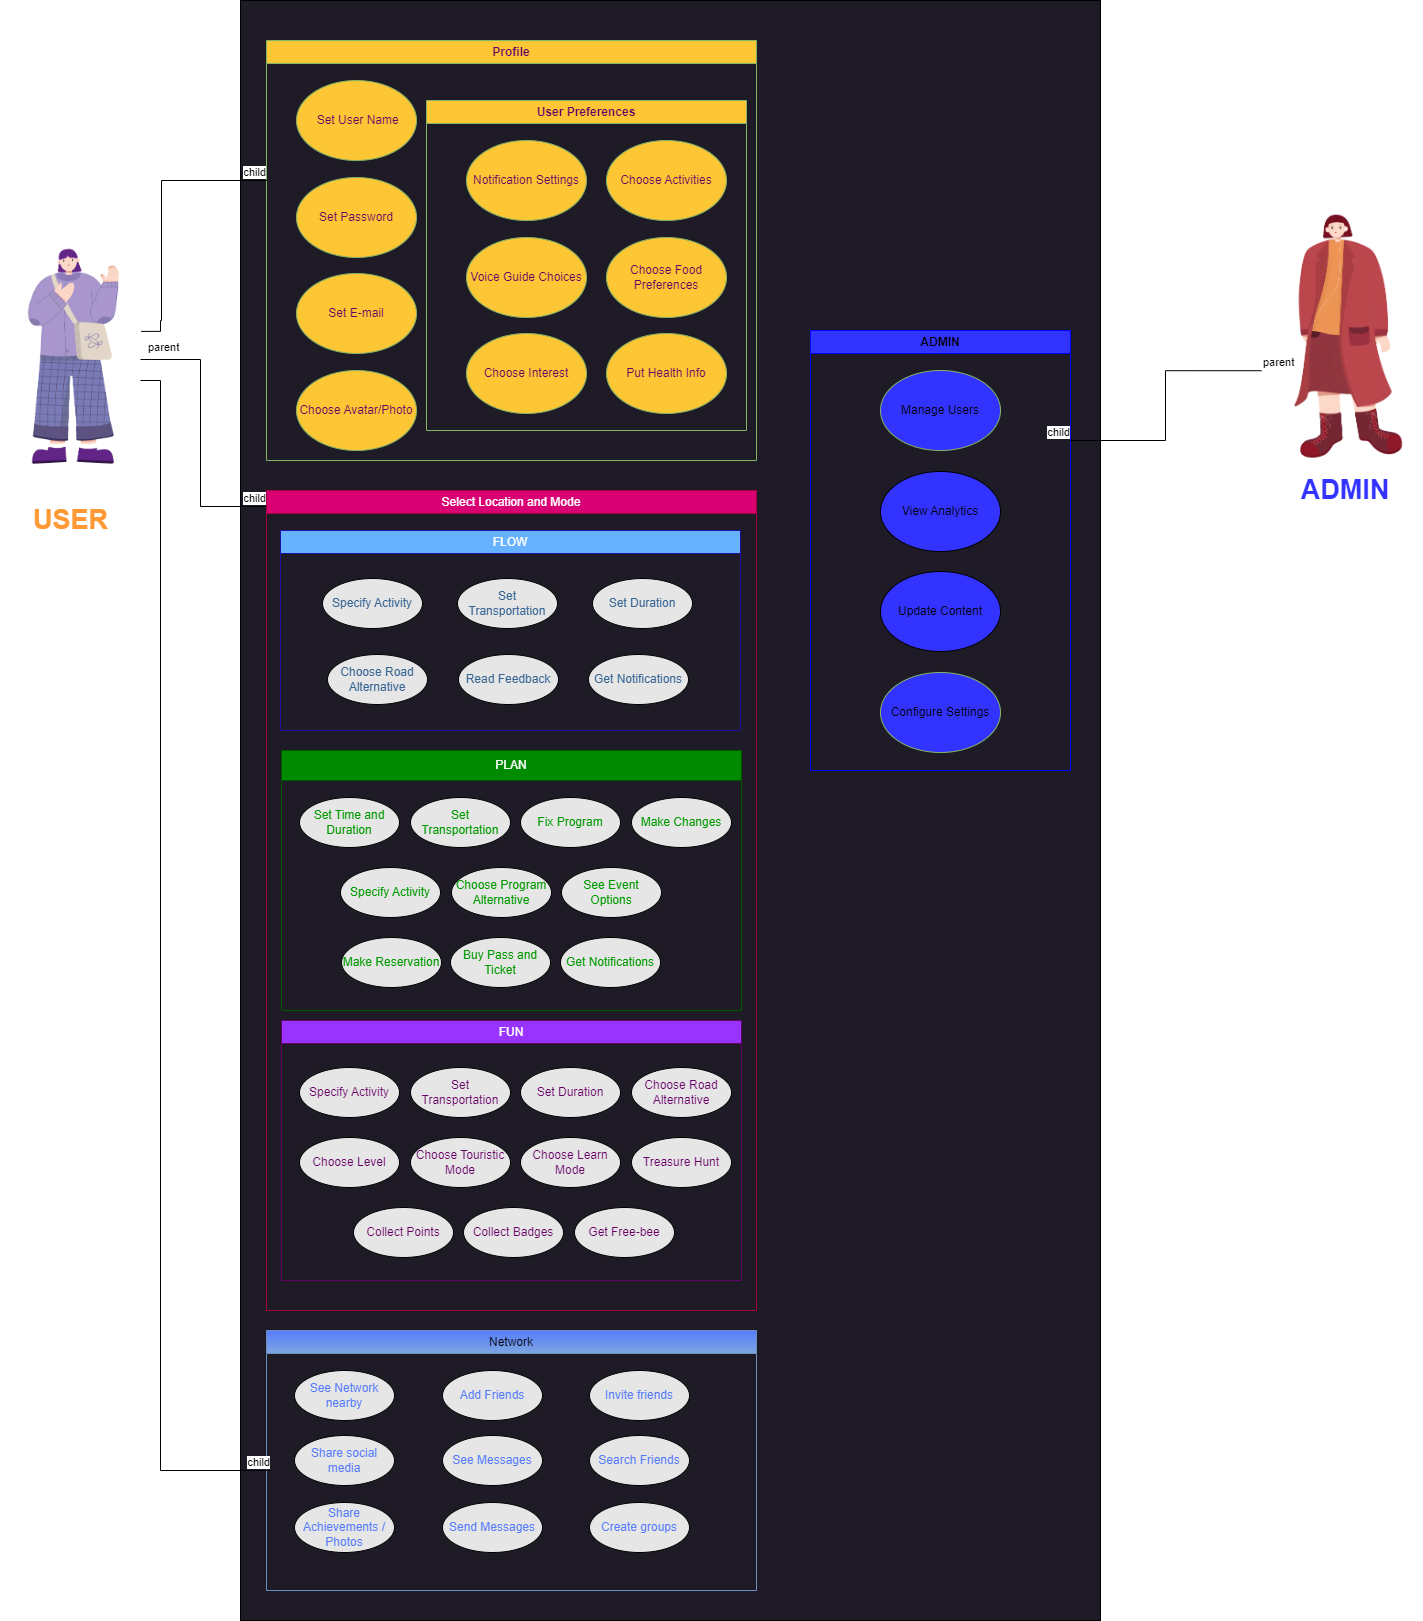 Profile
Set User Name
Set Password
Set E-mail
Choose Avatar/Photo
User Preferences
Notification Settings
Choose Activities
Voice Guide Choices
Choose Food
Preferences
Choose Interest
Put Health Info
child
parent
child
USER
Select Location and Mode
FLOW
Specify Activity
Set
Transportation
Set Duration
Choose Road
Alternative
Read Feedback
Get Notifications
PLAN
Set Time and
Duration
Set
Transportation
Fix Program
Make Changes
Specify Activity
Choose Program
Alternative
See Event
Options
Make Reservation
Buy Pass and
Ticket
Get Notifications
FUN
Specify Activity
Set
Transportation
Set Duration
Choose Road
Alternative
Choose Level
Choose Touristic
Mode
Choose Learn
Mode
Treasure Hunt
Collect Points
Collect Badges
Get Free-bee
child
Network
See Network
nearby
Add Friends
Invite friends
Share social
media
See Messages
Search Friends
Share
Achievements /
Photos
Send Messages
Create groups
ADMIN
Manage Users
View Analytics
Update Content
Configure Settings
child
parent
ADMIN